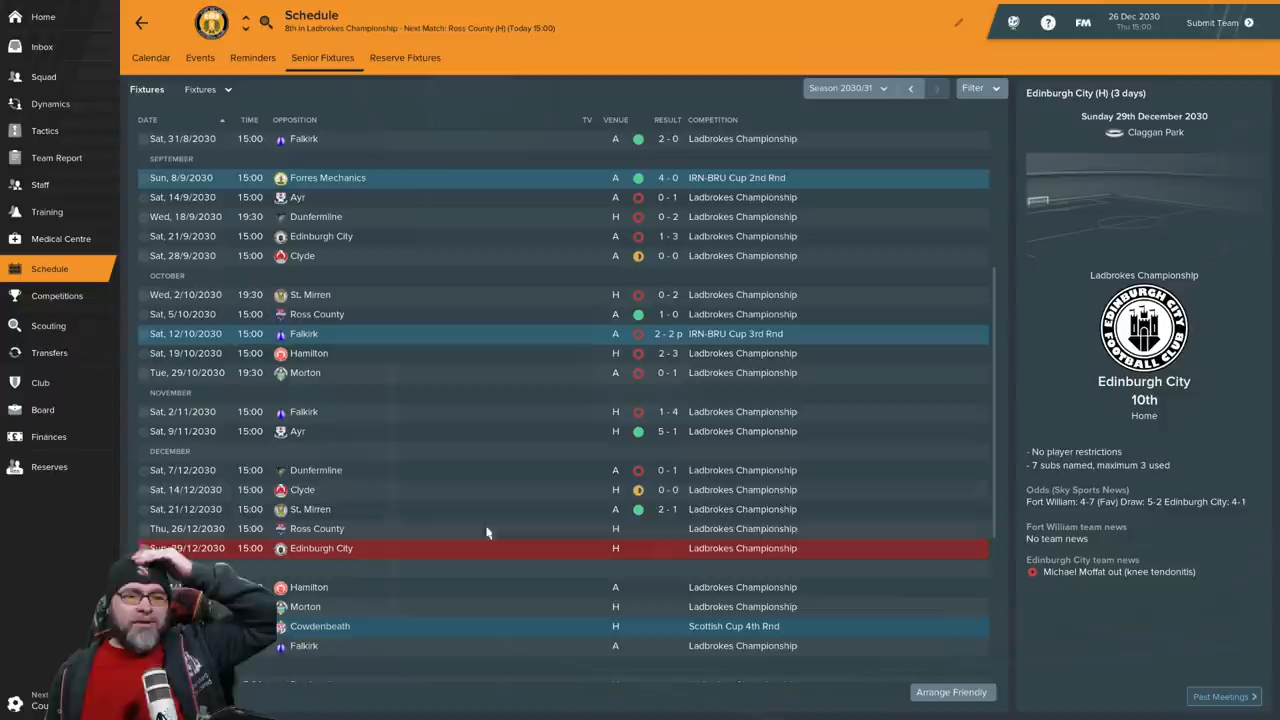 Home
Inbox
Squad
Dynamics
Tactics
Team Report
Staff
Training
Medical Centre
Schedule
Competitions
Scouting
Transfers
Club
Board
Finances
Reserves
Next
Cou
Schedule
8th in Ladbrokes Championship - Next Match: Ross County (H) (Today 15:00)
FM
26 Dec 2030
Thu 15:00
Submit Team
Calendar Events Reminders Senior Fixtures Reserve Fixtures
Fixtures Fixtures Season 2030/31 Filter
DATE TIME OPPOSITION TV VENUE RESULT COMPETITION
Sat, 31/8/2030 15:00 Falkirk A 2 - 0 Ladbrokes Championship
SEPTEMBER
Sun, 8/9/2030 15:00 Forres Mechanics A 4 - 0 IRN-BRU Cup 2nd Rnd
Sat, 14/9/2030 15:00 Ayr A 0 - 1 Ladbrokes Championship
Wed, 18/9/2030 19:30 Dunfermline H 0 - 2 Ladbrokes Championship
Sat, 21/9/2030 15:00 Edinburgh City A 1 - 3 Ladbrokes Championship
Sat, 28/9/2030 15:00 Clyde A 0 - 0 Ladbrokes Championship
OCTOBER
Wed, 2/10/2030 19:30 St. Mirren H 0 - 2 Ladbrokes Championship
Sat, 5/10/2030 15:00 Ross County A 1 - 0 Ladbrokes Championship
Sat, 12/10/2030 15:00 Falkirk A 2 - 2 p IRN-BRU Cup 3rd Rnd
Sat, 19/10/2030 15:00 Hamilton H 2 - 3 Ladbrokes Championship
Tue, 29/10/2030 19:30 Morton A 0 - 1 Ladbrokes Championship
NOVEMBER
Sat, 2/11/2030 15:00 Falkirk H 1 - 4 Ladbrokes Championship
Sat, 9/11/2030 15:00 Ayr H 5 - 1 Ladbrokes Championship
DECEMBER
Sat, 7/12/2030 15:00 Dunfermline A 0 - 1 Ladbrokes Championship
Sat, 14/12/2030 15:00 Clyde H 0 - 0 Ladbrokes Championship
Sat, 21/12/2030 15:00 St. Mirren A 2 - 1 Ladbrokes Championship
Thu, 26/12/2030 15:00 Ross County H Ladbrokes Championship
Sun, 29/12/2030 15:00 Edinburgh City H Ladbrokes Championship
Hamilton A Ladbrokes Championship
Morton H Ladbrokes Championship
Cowdenbeath H Scottish Cup 4th Rnd
Falkirk A Ladbrokes Championship
Arrange Friendly
Edinburgh City (H) (3 days)
Sunday 29th December 2030
Claggan Park
Ladbrokes Championship
EDINBURGH CITY
FOOTBALL CLUB
Edinburgh City
10th
Home
- No player restrictions
- 7 subs named, maximum 3 used
Odds (Sky Sports News)
Fort William: 4-7 (Fav) Draw: 5-2 Edinburgh City: 4-1
Fort William team news
No team news
Edinburgh City team news
Michael Moffat out (knee tendonitis)
Past Meetings